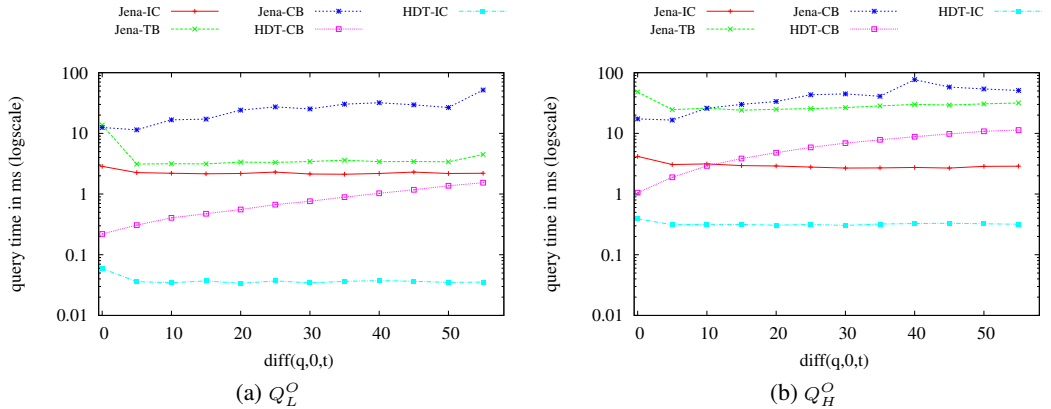 Jena-IC
Jena-TB
Jena-CB
HDT-CB
HDT-IC
query time in ms (logscale)
100
10
1
0.1
0.01
0 10 20 30 40 50
diff(q,0,t)
(a) Q_L^O
Jena-IC
Jena-TB
Jena-CB
HDT-CB
HDT-IC
query time in ms (logscale)
100
10
1
0.1
0.01
0 10 20 30 40 50
diff(q,0,t)
(b) Q_H^O